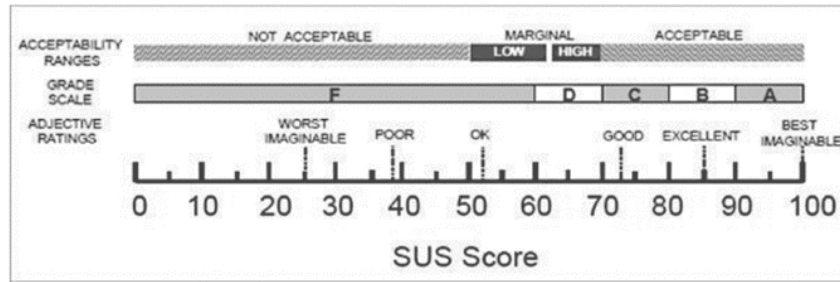 NOT ACCEPTABLE MARGINAL ACCEPTABLE
ACCEPTABILITY RANGES
LOW HIGH
GRADE SCALE
F D C B A
ADJECTIVE RATINGS
WORST IMAGINABLE POOR OK GOOD EXCELLENT BEST IMAGINABLE
0 10 20 30 40 50 60 70 80 90 100
SUS Score